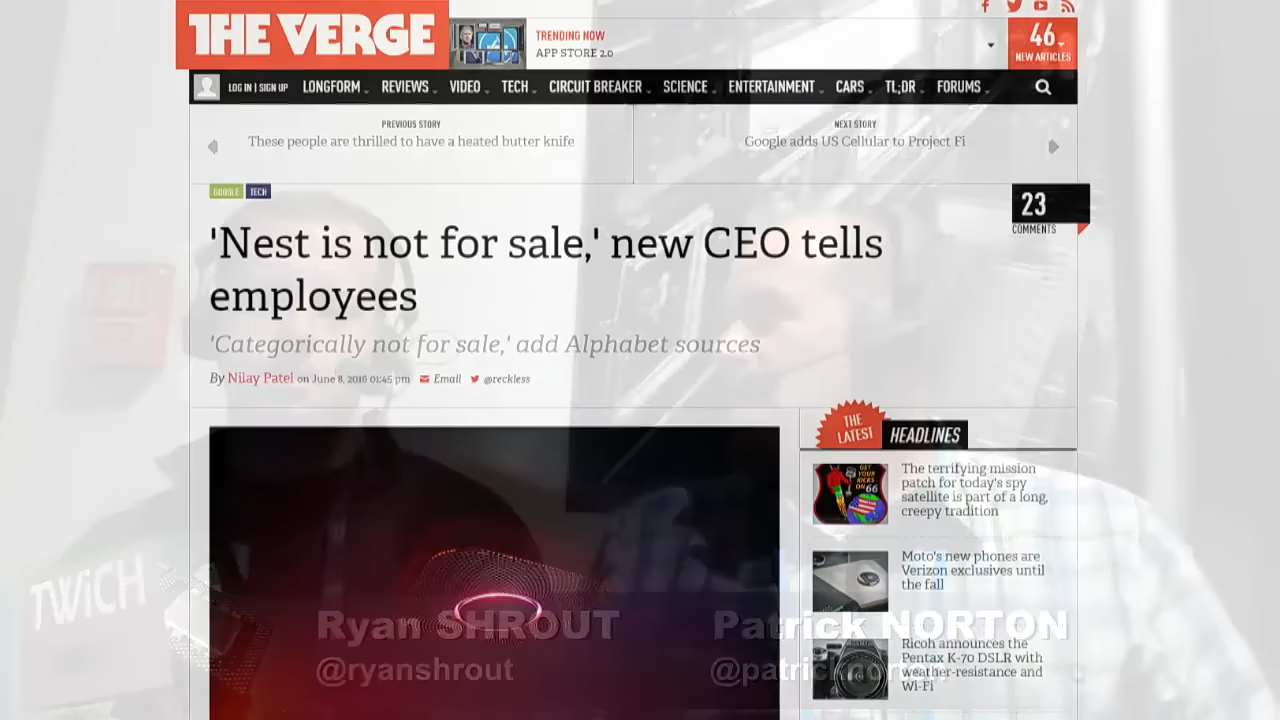 THE VERGE
TRENDING NOW
APP STORE 2.0
46
NEW ARTICLES
LOG IN | SIGN UP
LONGFORM
REVIEWS
VIDEO
TECH
CIRCUIT BREAKER
SCIENCE
ENTERTAINMENT
CARS
TL;DR
FORUMS
PREVIOUS STORY
These people are thrilled to have a heated butter knife
NEXT STORY
Google adds US Cellular to Project Fi
GOOGLE
TECH
23
COMMENTS
'Nest is not for sale,' new CEO tells
employees
'Categorically not for sale,' add Alphabet sources
By Nilay Patel on June 8, 2016 01:45 pm Email @reckless
THE
LATEST
HEADLINES
GET
YOUR
KICKS
ON 66
The terrifying mission
patch for today's spy
satellite is part of a long,
creepy tradition
Moto's new phones are
Verizon exclusives until
the fall
Ricoh announces the
Pentax K-70 DSLR with
weather-resistance and
Wi-Fi
TWiCH
Ryan SHROUT
@ryanshrout
Patrick NORTON
@patricknorton